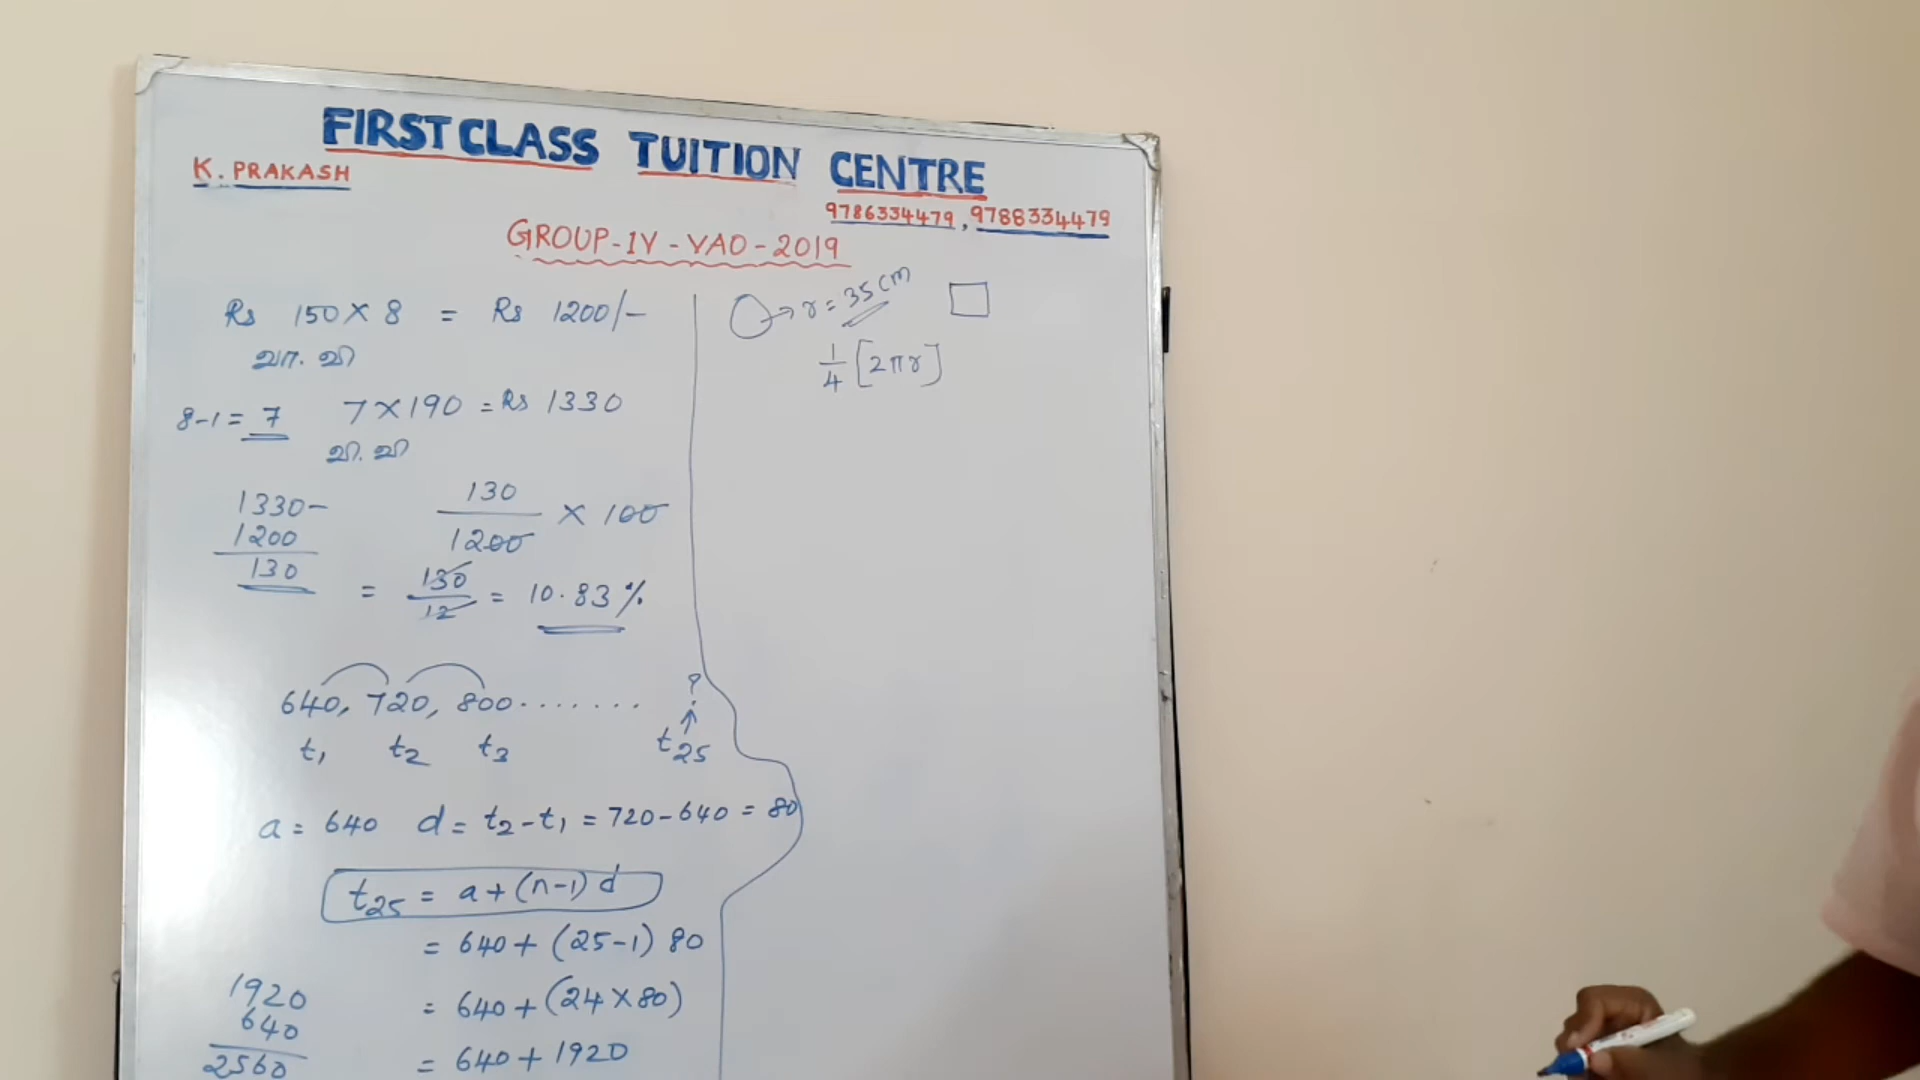 FIRST CLASS TUITION CENTRE
K. PRAKASH
9786334479, 9788334479
GROUP-IV-VAO-2019
Rs 150 × 8 = Rs 1200/-
வா. வி
8-1 = 7 7 × 190 = Rs 1330
வி. வி
1330-
1200
130
130
1200
× 100
= 130/12 = 10.83%
640, 720, 800....... ?
t1 t2 t3 t25
a = 640 d = t2 - t1 = 720 - 640 = 80
t25 = a + (n-1) d
= 640 + (25-1) 80
= 640 + (24 × 80)
= 640 + 1920
1920
640
2560
r = 35 cm
1/4 [2πr]